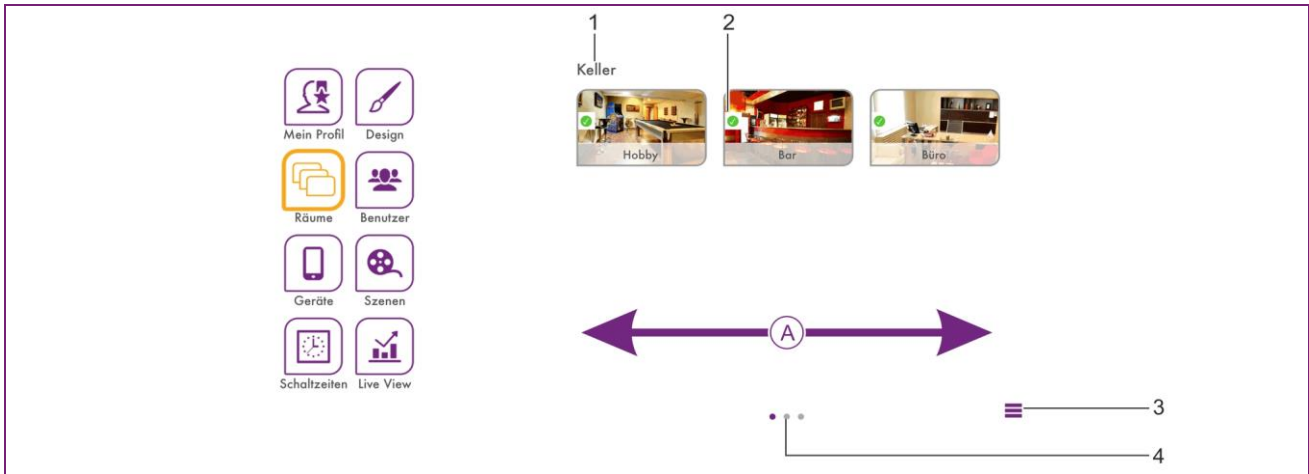 1
2
Keller
Mein Profil
Design
Hobby
Bar
Büro
Räume
Benutzer
Geräte
Szenen
A
Schaltzeiten
Live View
3
4